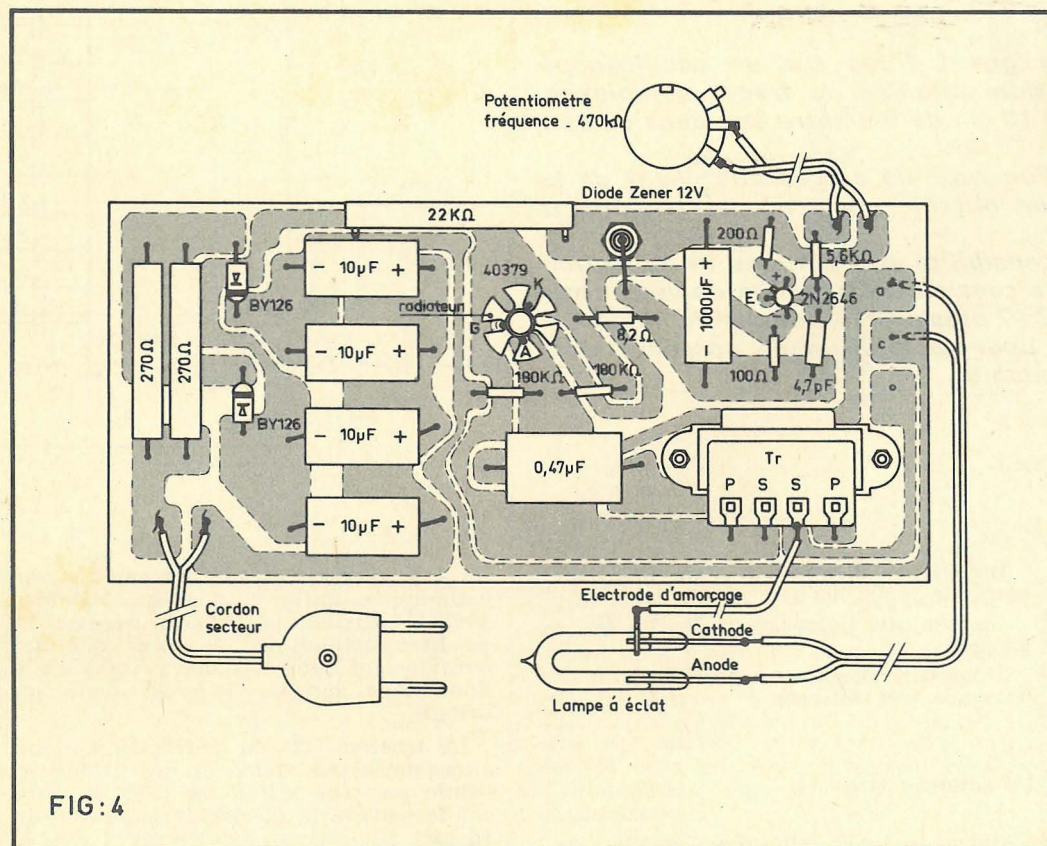 Potentiomètre
fréquence . 470kΩ
Diode Zener 12V
22KΩ
200Ω
5,6KΩ
- 10µF +
40379
K
radiateur
G
A
BY126
270Ω
270Ω
1000µF
+
-
E
+
-
2N2646
a
c
8,2Ω
- 10µF +
180KΩ
180KΩ
100Ω
4,7pF
BY126
- 10µF +
0,47µF
Tr
P S S P
- 10µF +
Electrode d'amorçage
Cordon
secteur
Cathode
Anode
Lampe á éclat
FIG:4